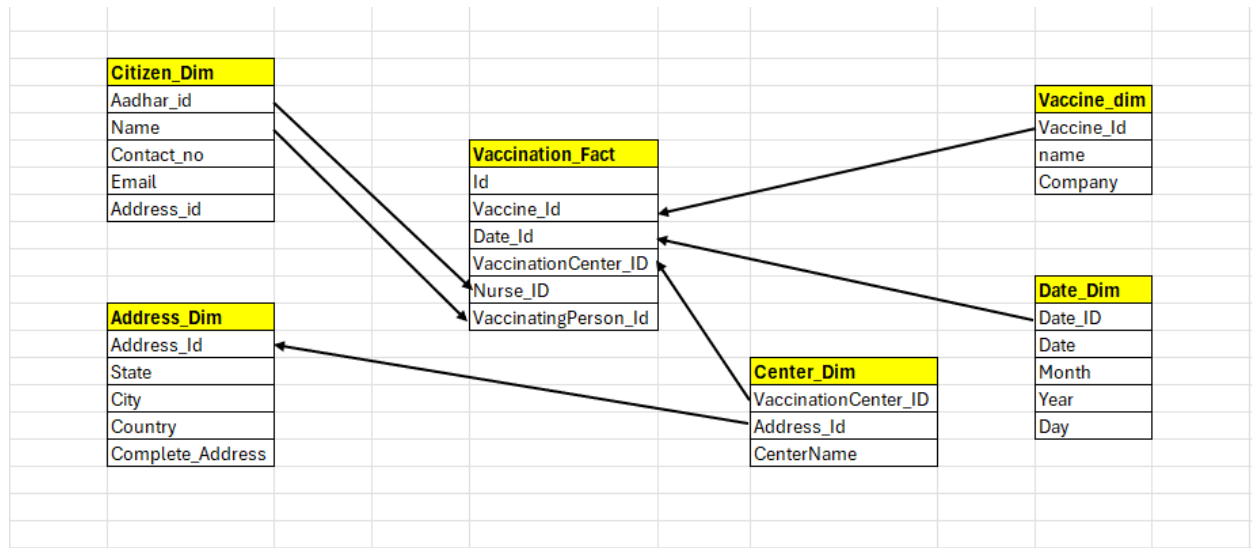 Citizen_Dim
Aadhar_id
Name
Contact_no
Email
Address_id
Vaccine_dim
Vaccine_Id
name
Company
Vaccination_Fact
Id
Vaccine_Id
Date_Id
VaccinationCenter_ID
Nurse_ID
VaccinatingPerson_Id
Address_Dim
Address_Id
State
City
Country
Complete_Address
Center_Dim
VaccinationCenter_ID
Address_Id
CenterName
Date_Dim
Date_ID
Date
Month
Year
Day